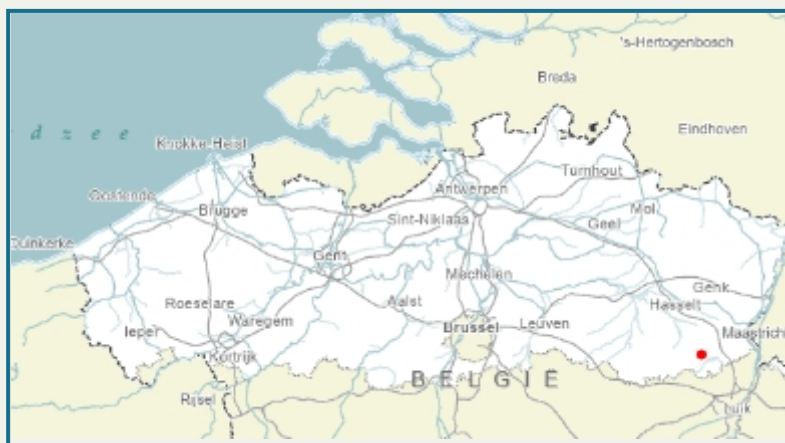 's-Hertogenbosch
Breda
Eindhoven
d z e e
Knokke-Heist
Turnhout
Antwerpen
Oostende
Brugge
Sint-Niklaas
Geel
Mol
Duinkerke
Gent
Mechelen
Genk
Roeselare
Aalst
Hasselt
Ieper
Waregem
Brussel
Leuven
Maastrich
Kortrijk
BELGIË
Rijsel
Luik